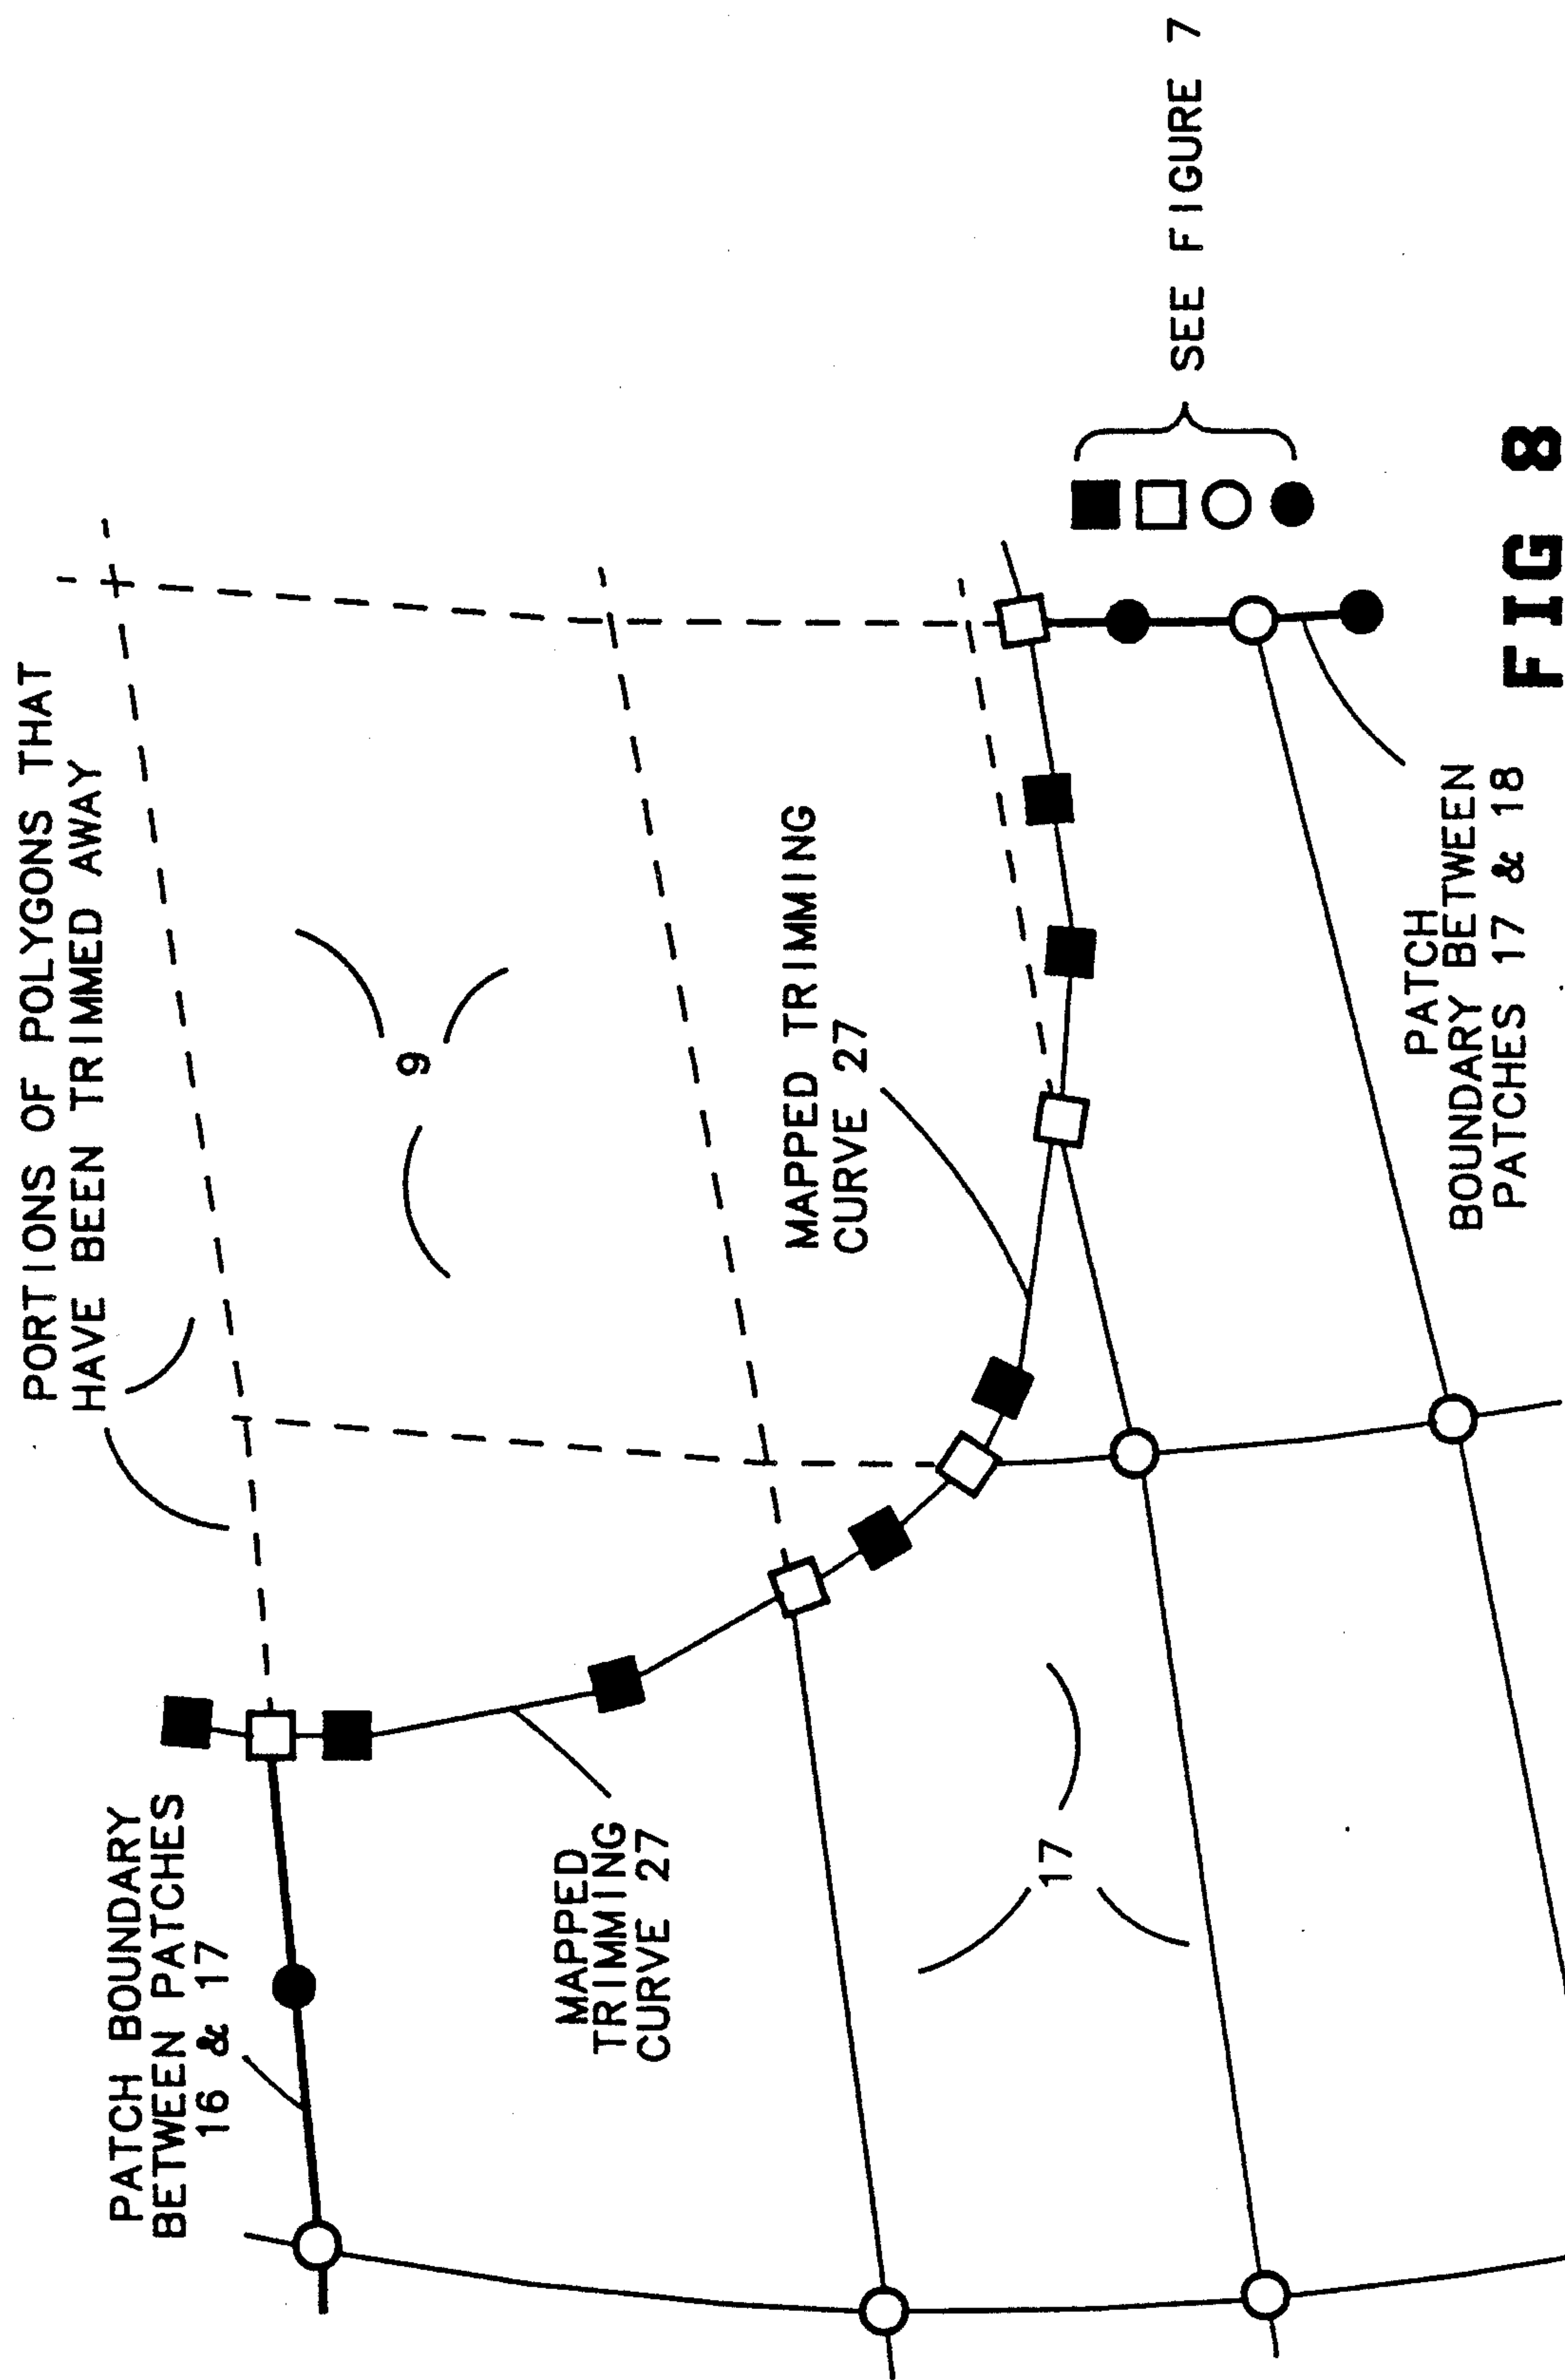 PORTIONS OF POLYGONS THAT
HAVE BEEN TRIMMED AWAY
PATCH BOUNDARY
BETWEEN PATCHES
16 & 17
9
MAPPED
TRIMMING
CURVE 27
MAPPED TRIMMING
CURVE 27
17
SEE FIGURE 7
PATCH
BOUNDARY BETWEEN
PATCHES 17 & 18
FIG 8